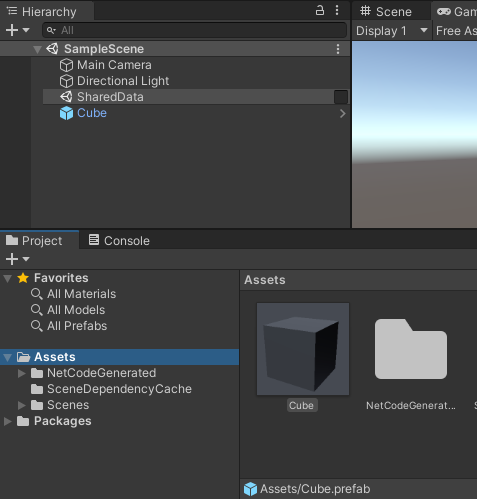 Hierarchy
All
SampleScene
Main Camera
Directional Light
SharedData
Cube
Scene
Gam
Display 1
Free As
Project
Console
Favorites
All Materials
All Models
All Prefabs
Assets
NetCodeGenerated
SceneDependencyCache
Scenes
Packages
Assets
Cube
NetCodeGenerat...
Assets/Cube.prefab